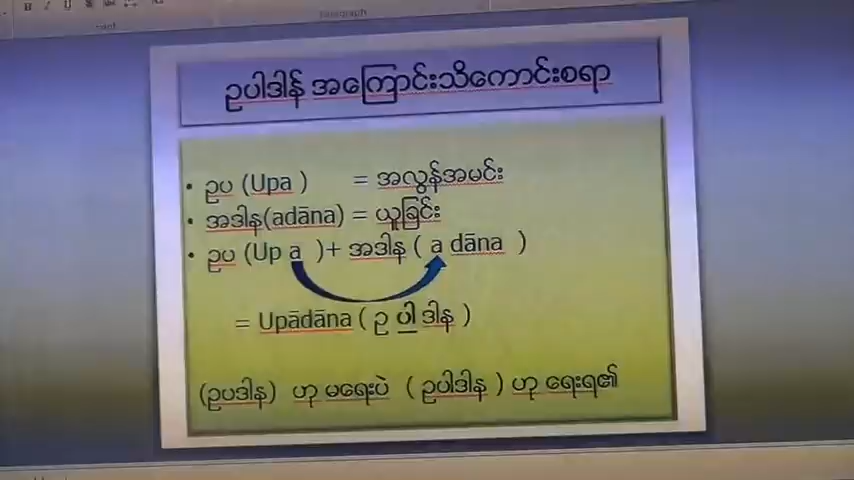 Paragraph
ဥပါဒါန် အကြောင်းသိကောင်းစရာ
• ဥပ (Upa ) = အလွန်အမင်း
• အဒါန(adāna) = ယူခြင်း
• ဥပ (Up a )+ အဒါန ( a dāna )
= Upādāna ( ဥ ပါ ဒါန )
(ဥပဒါန) ဟု မရေးပဲ ( ဥပါဒါန ) ဟု ရေးရ၏